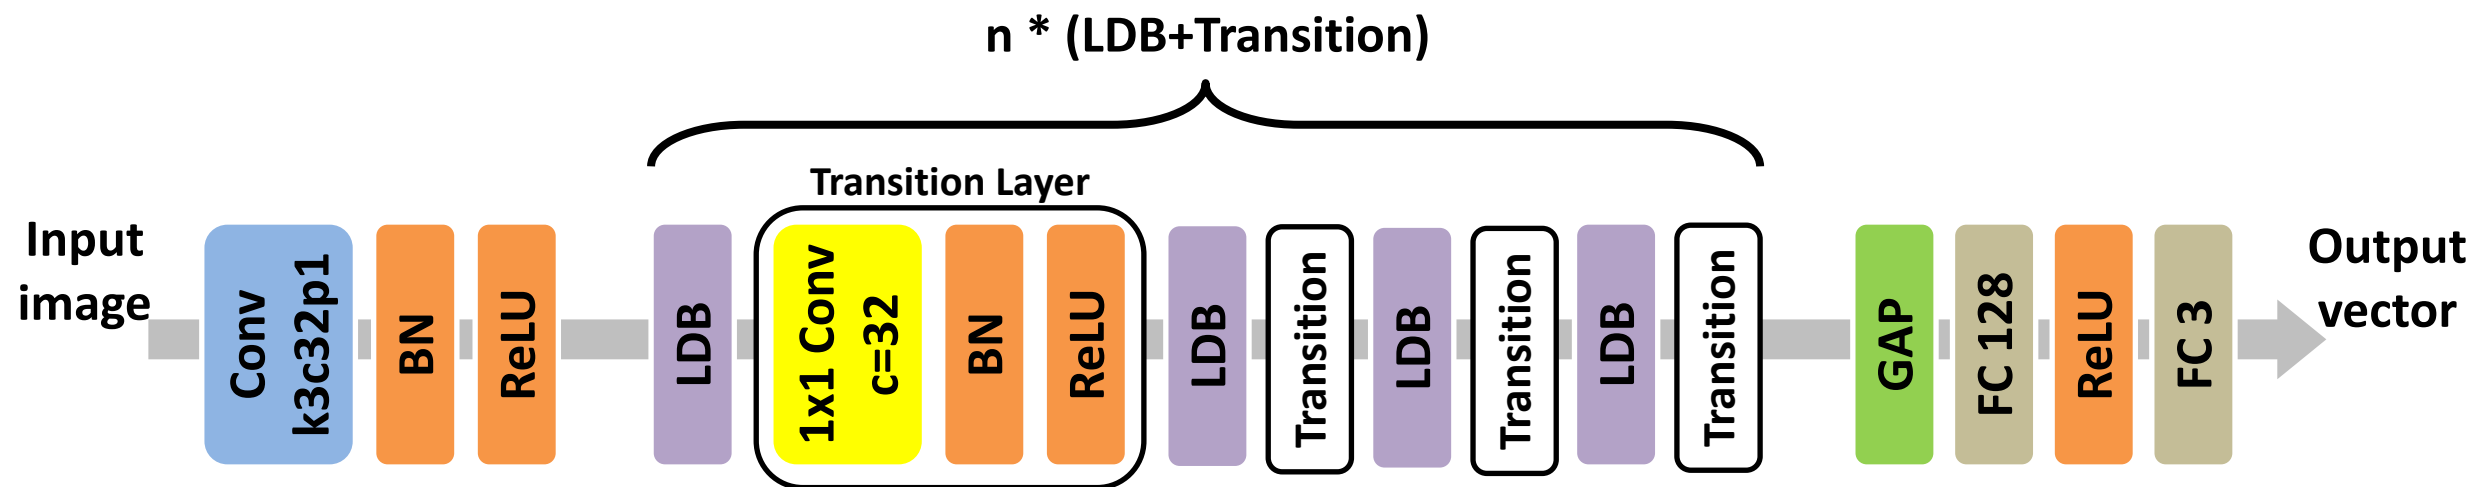 n * (LDB+Transition)
Transition Layer
Input
image
Conv
k3c32p1
BN
ReLU
LDB
1x1 Conv
c=32
BN
ReLU
LDB
Transition
LDB
Transition
LDB
Transition
GAP
FC 128
ReLU
FC 3
Output
vector